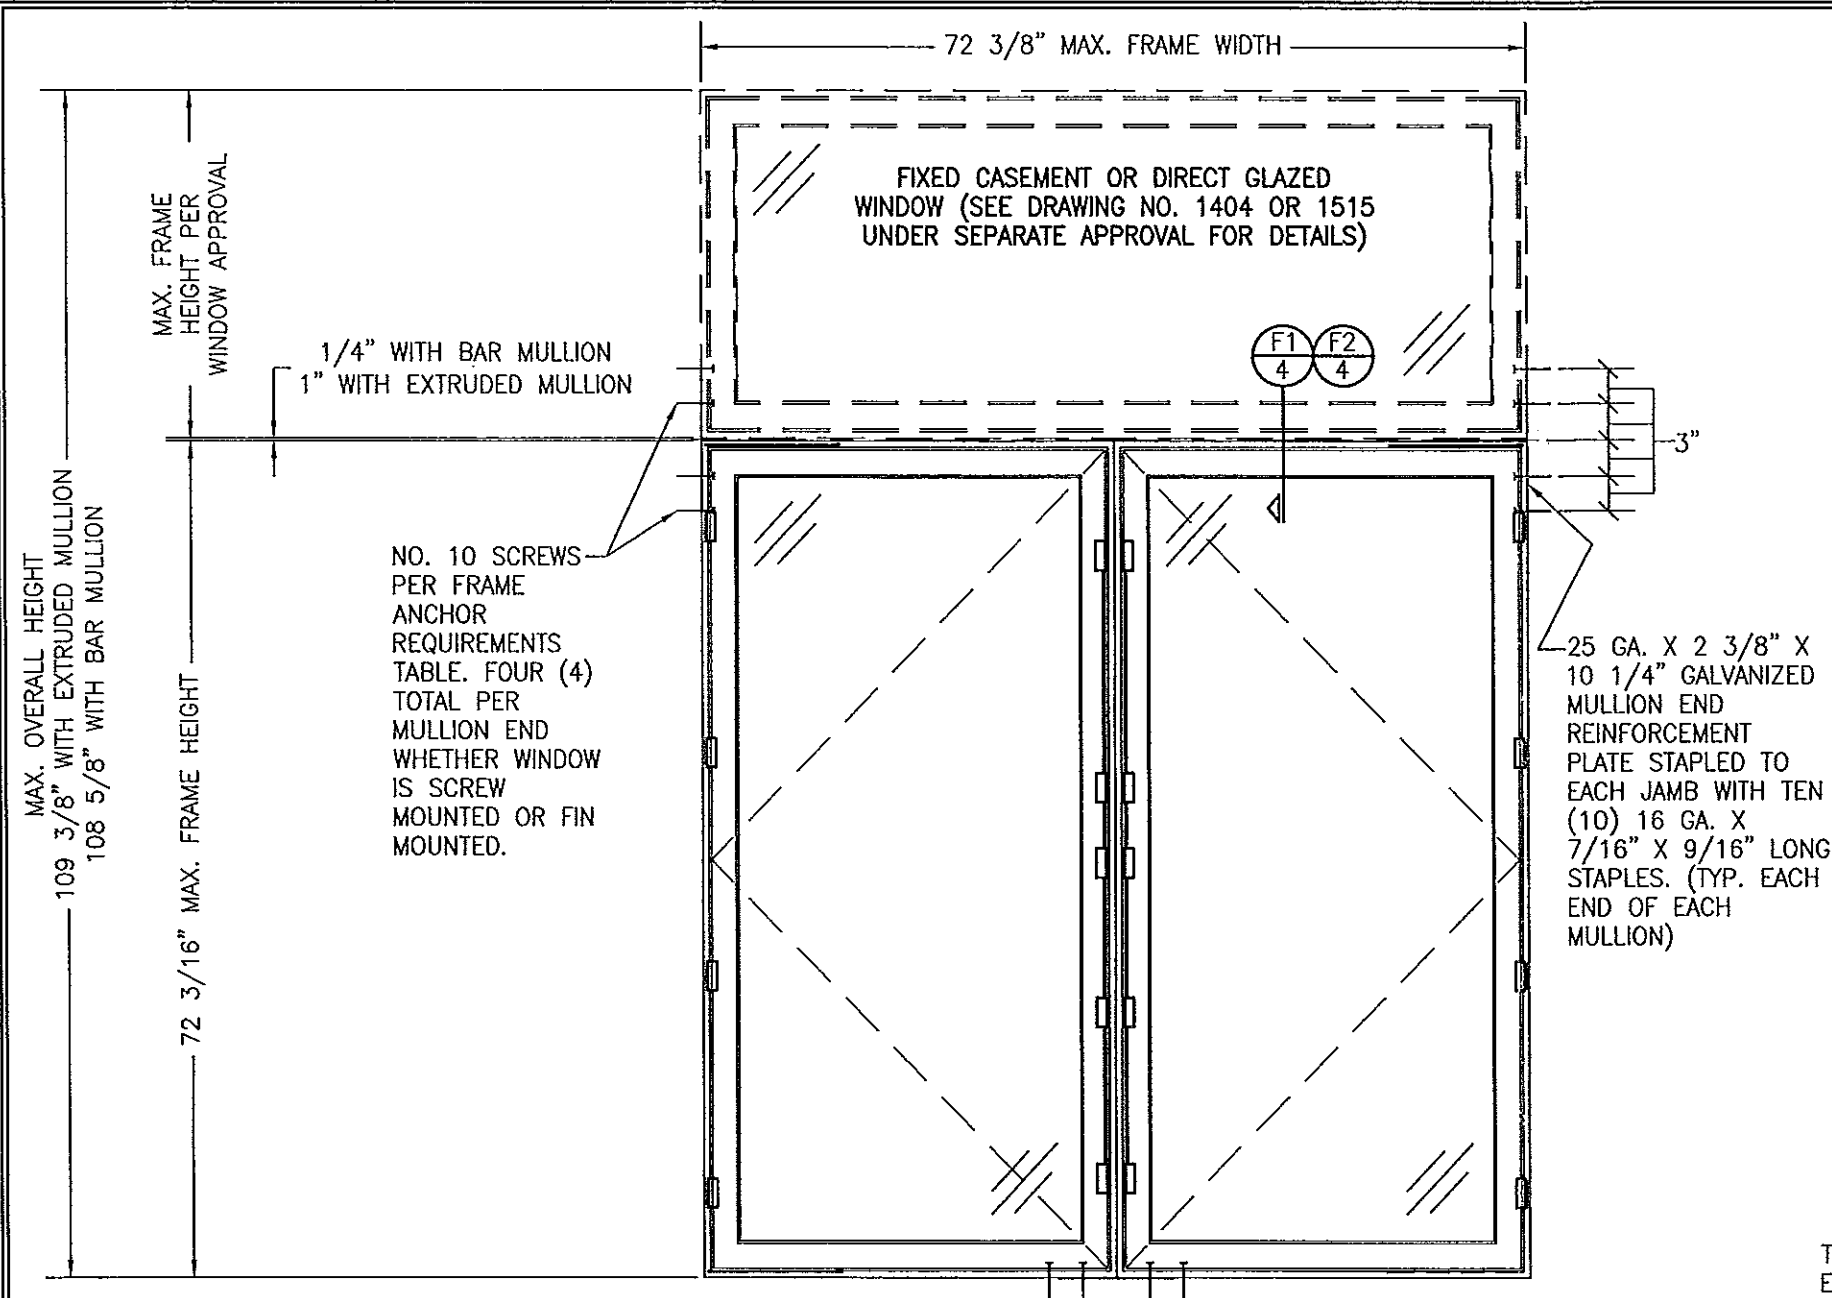 72 3/8" MAX. FRAME WIDTH
FIXED CASEMENT OR DIRECT GLAZED
WINDOW (SEE DRAWING NO. 1404 OR 1515
UNDER SEPARATE APPROVAL FOR DETAILS)
MAX. FRAME
HEIGHT PER
WINDOW APPROVAL
1/4" WITH BAR MULLION
1" WITH EXTRUDED MULLION
F1
4
F2
4
3"
MAX. OVERALL HEIGHT
109 3/8" WITH EXTRUDED MULLION
108 5/8" WITH BAR MULLION
72 3/16" MAX. FRAME HEIGHT
NO. 10 SCREWS
PER FRAME
ANCHOR
REQUIREMENTS
TABLE. FOUR (4)
TOTAL PER
MULLION END
WHETHER WINDOW
IS SCREW
MOUNTED OR FIN
MOUNTED.
25 GA. X 2 3/8" X
10 1/4" GALVANIZED
MULLION END
REINFORCEMENT
PLATE STAPLED TO
EACH JAMB WITH TEN
(10) 16 GA. X
7/16" X 9/16" LONG
STAPLES. (TYP. EACH
END OF EACH
MULLION)